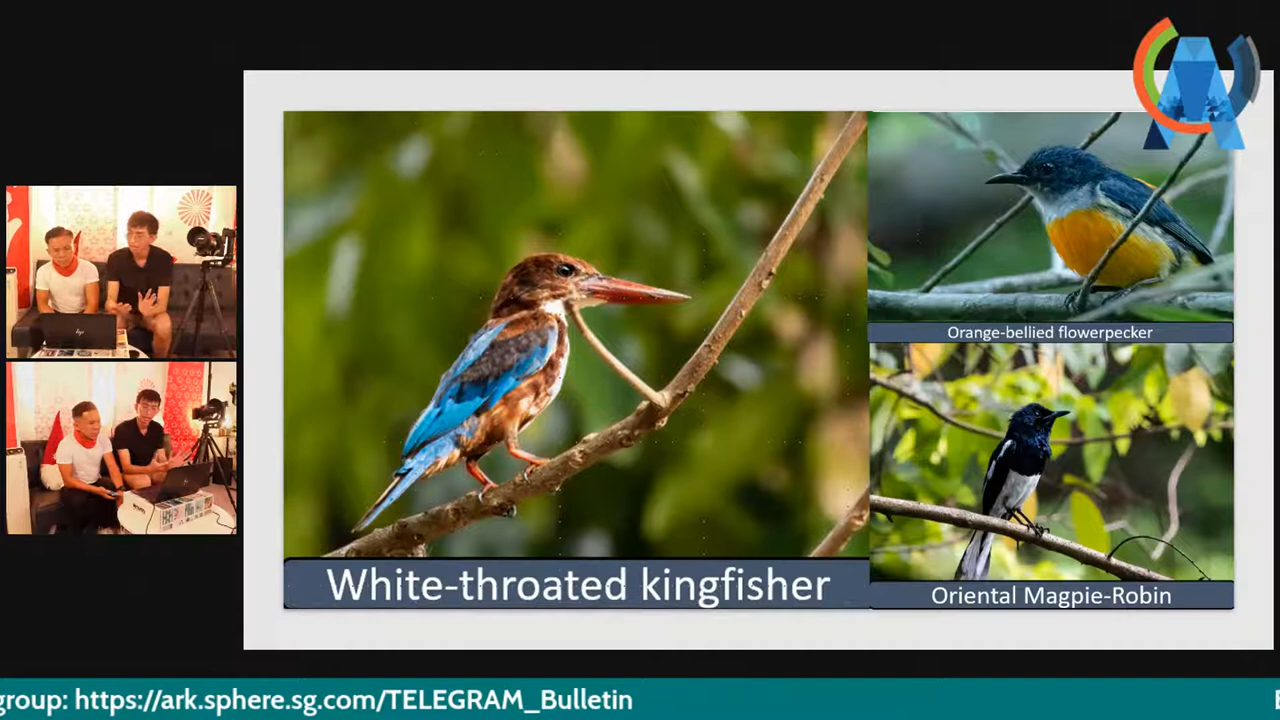 Orange-bellied flowerpecker
White-throated kingfisher
Oriental Magpie-Robin
group: https://ark.sphere.sg.com/TELEGRAM_Bulletin